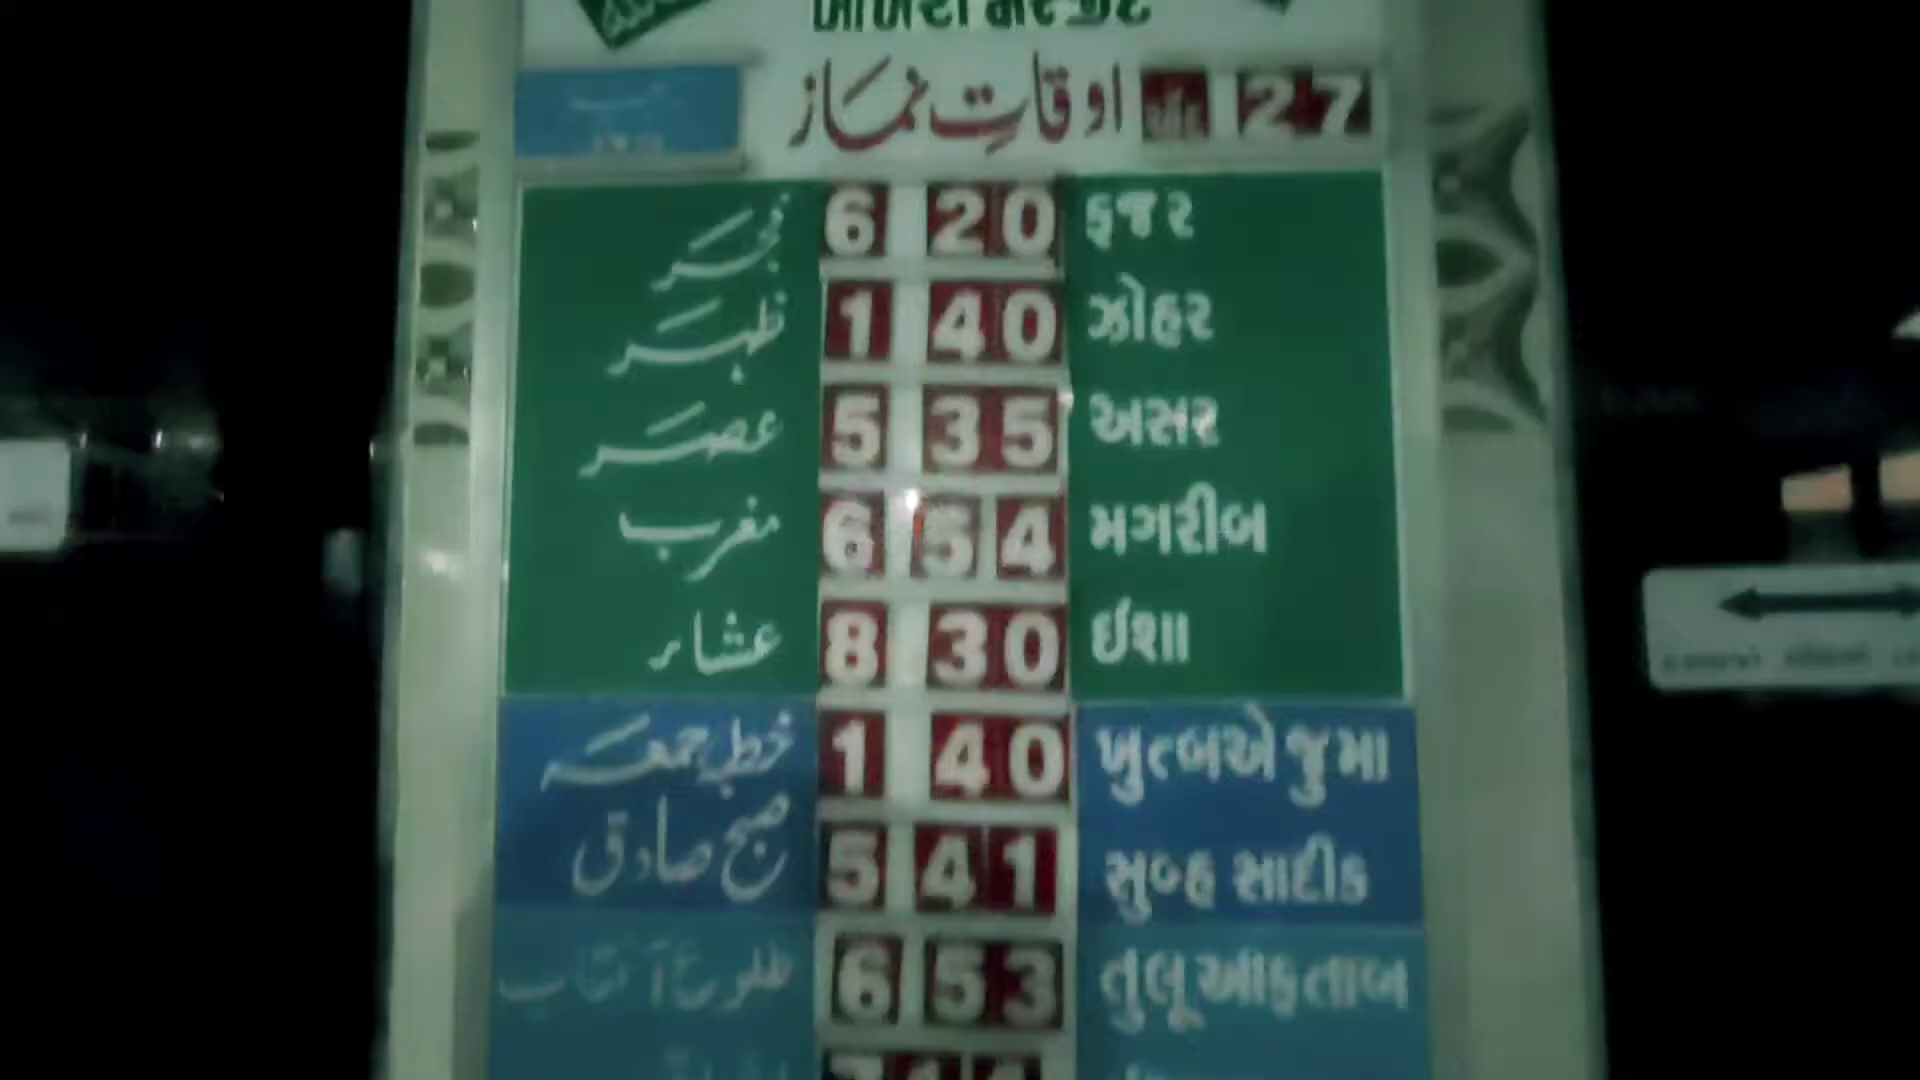 اوقاتِ نماز 27
فجر 6 20 ફજર
ظہر 1 40 ઝોહર
عصر 5 35 અસર
مغرب 6 54 મગરીબ
عشاء 8 30 ઈશા
خطبہ جمعہ 1 40 ખુત્બએ જુમા
صبح صادق 5 41 સુબ્હ સાદીક
طلوع آفتاب 6 53 તુલૂ આફતાબ